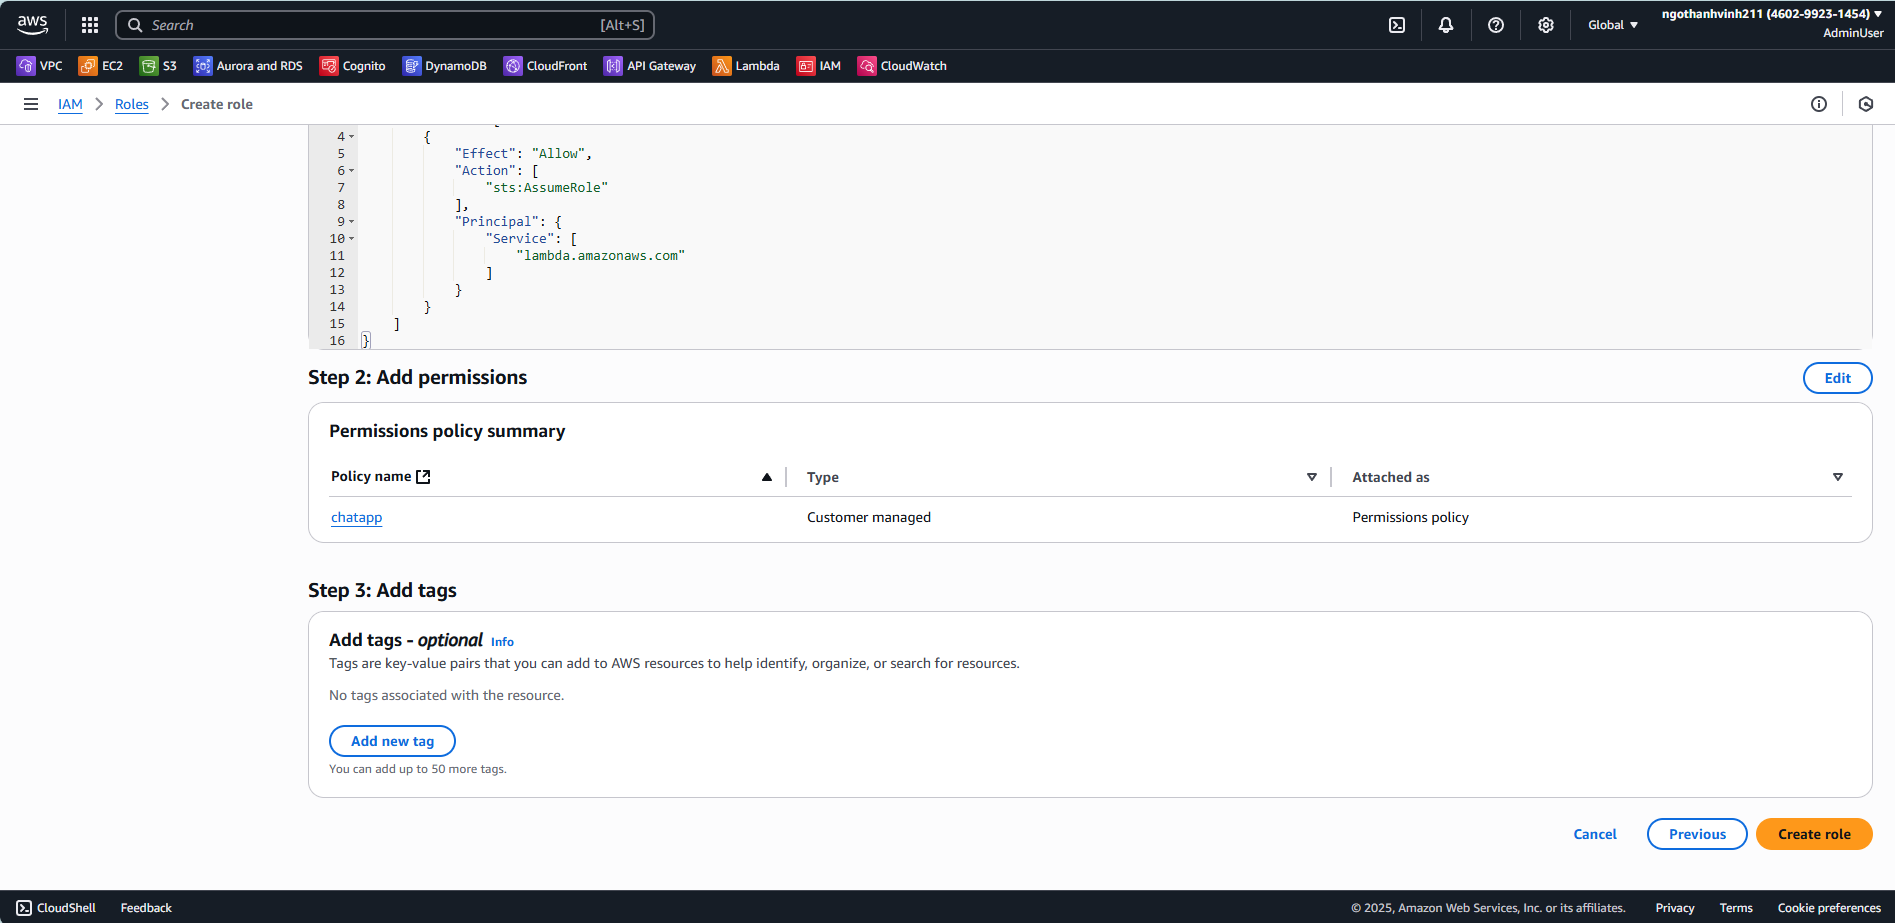 aws Search [Alt+S] Global ngothanhvinh211 (4602-9923-1454)
AdminUser
VPC EC2 S3 Aurora and RDS Cognito DynamoDB CloudFront API Gateway Lambda IAM CloudWatch
IAM Roles Create role
4 {
5 "Effect": "Allow",
6 "Action": [
7 "sts:AssumeRole"
8 ],
9 "Principal": {
10 "Service": [
11 "lambda.amazonaws.com"
12 ]
13 }
14 }
15 ]
16 }
Step 2: Add permissions
Edit
Permissions policy summary
Policy name Type Attached as
chatapp Customer managed Permissions policy
Step 3: Add tags
Add tags - optional Info
Tags are key-value pairs that you can add to AWS resources to help identify, organize, or search for resources.
No tags associated with the resource.
Add new tag
You can add up to 50 more tags.
Cancel Previous Create role
CloudShell Feedback © 2025, Amazon Web Services, Inc. or its affiliates. Privacy Terms Cookie preferences